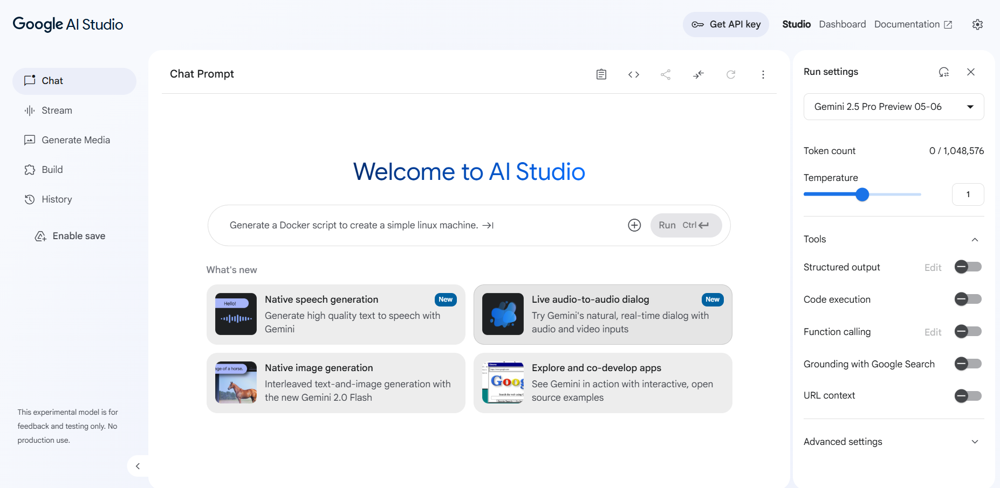 Google AI Studio
Get API key
Studio
Dashboard
Documentation
Chat
Stream
Generate Media
Build
History
Enable save
This experimental model is for
feedback and testing only. No
production use.
Chat Prompt
Welcome to AI Studio
Generate a Docker script to create a simple linux machine.
Run Ctrl
What's new
Hello!
Native speech generation
New
Generate high quality text to speech with
Gemini
Live audio-to-audio dialog
New
Try Gemini's natural, real-time dialog with
audio and video inputs
age of a horse.
Native image generation
Interleaved text-and-image generation with
the new Gemini 2.0 Flash
Goog
Explore and co-develop apps
See Gemini in action with interactive, open
source examples
Run settings
Gemini 2.5 Pro Preview 05-06
Token count
0 / 1,048,576
Temperature
1
Tools
Structured output
Edit
Code execution
Function calling
Edit
Grounding with Google Search
URL context
Advanced settings